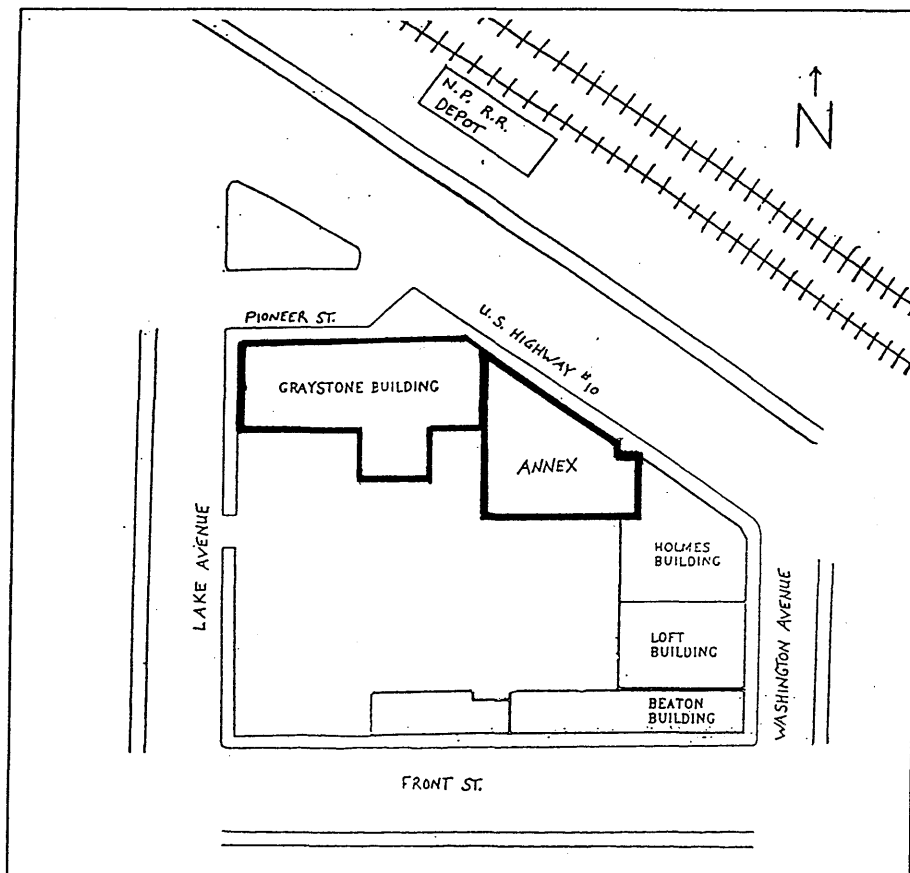 N.P. R.R.
DEPOT
N
PIONEER ST.
U.S. HIGHWAY #10
GRAYSTONE BUILDING
ANNEX
LAKE AVENUE
HOLMES
BUILDING
LOFT
BUILDING
WASHINGTON AVENUE
BEATON
BUILDING
FRONT ST.